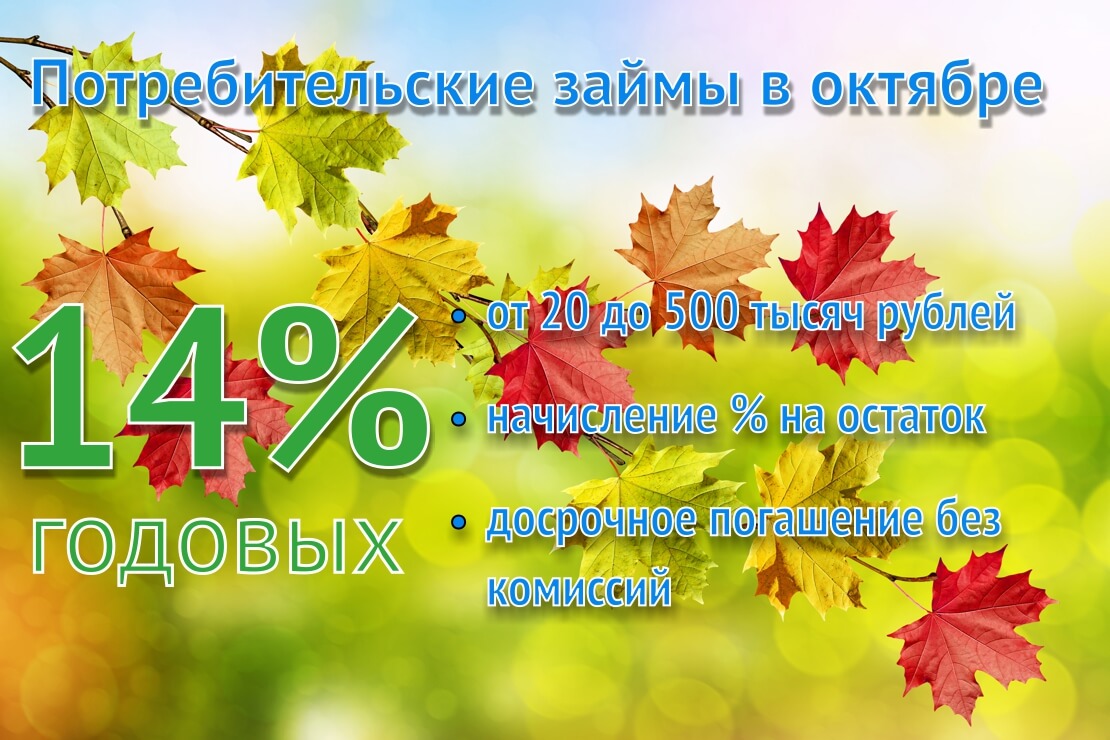 Потребительские займы в октябре
14%
годовых
• от 20 до 500 тысяч рублей
• начисление % на остаток
• досрочное погашение без
комиссий